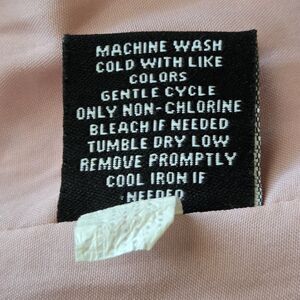 MACHINE WASH
COLD WITH LIKE
COLORS
GENTLE CYCLE
ONLY NON-CHLORINE
BLEACH IF NEEDED
TUMBLE DRY LOW
REMOVE PROMPTLY
COOL IRON IF
NEEDED